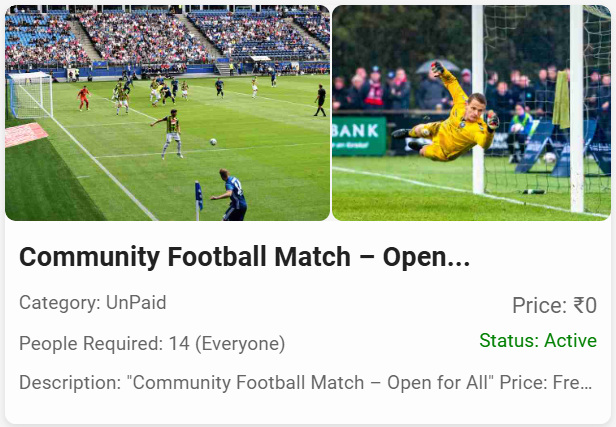 BANK
Community Football Match – Open...
Category: UnPaid
Price: ₹0
People Required: 14 (Everyone)
Status: Active
Description: "Community Football Match – Open for All" Price: Fre...